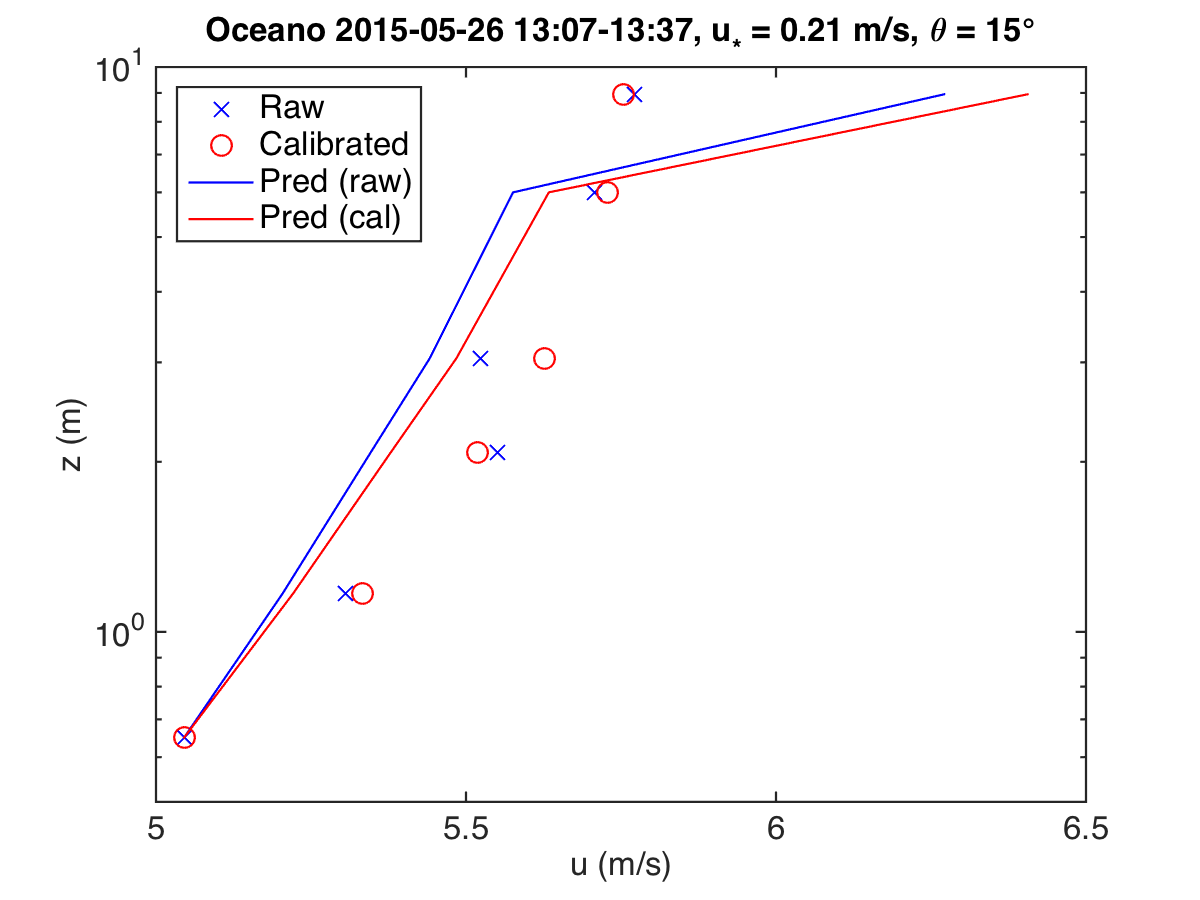 Oceano 2015-05-26 13:07-13:37, u* = 0.21 m/s, θ = 15°
10¹
Raw
Calibrated
Pred (raw)
Pred (cal)
z (m)
10⁰
5 5.5 6 6.5
u (m/s)